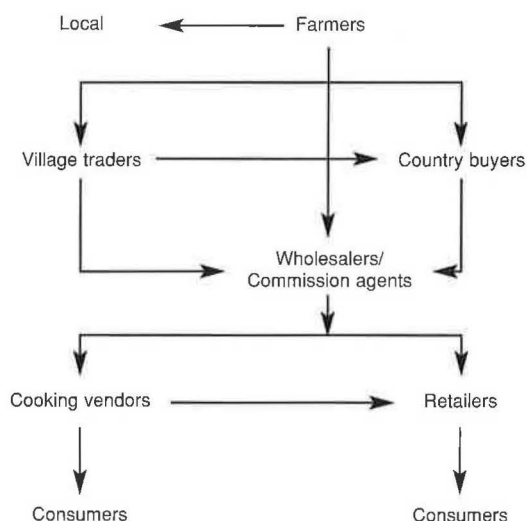 Local
Farmers
Village traders
Country buyers
Wholesalers/
Commission agents
Cooking vendors
Retailers
Consumers
Consumers